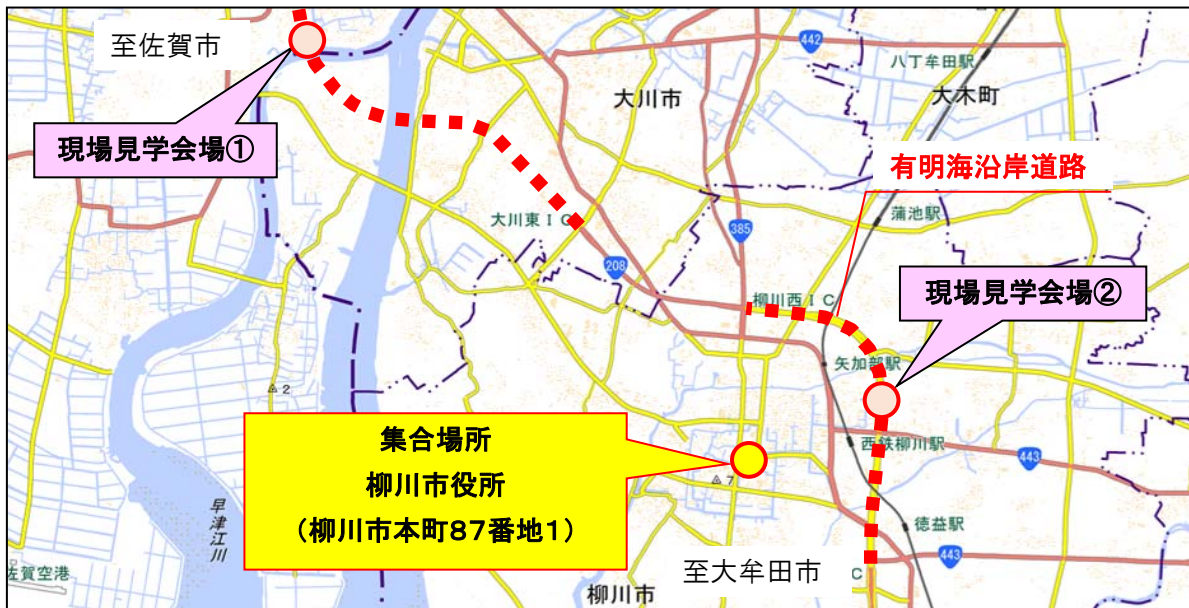 至佐賀市
442
八丁牟田駅
大川市
大木町
現場見学会場①
有明海沿岸道路
蒲池駅
大川東IC
385
208
柳川西IC
現場見学会場②
矢加部駅
2
集合場所
柳川市役所
（柳川市本町87番地1）
西鉄柳川駅
443
7
早津江川
徳益駅
443
佐賀空港
至大牟田市
C
柳川市